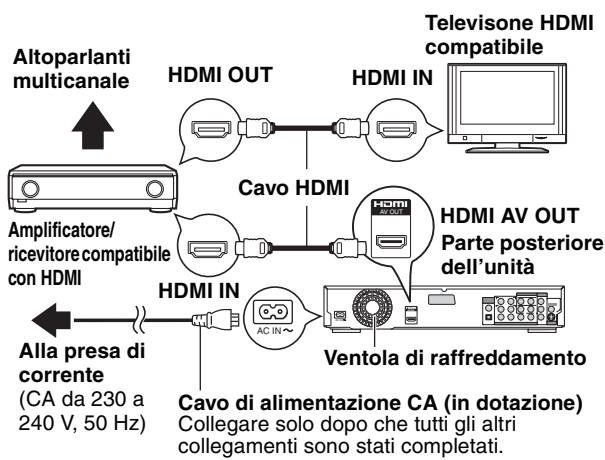 Televisone HDMI
compatibile
Altoparlanti
multicanale
HDMI OUT
HDMI IN
Cavo HDMI
HDMI
AV OUT
HDMI AV OUT
Parte posteriore
dell'unità
Amplificatore/
ricevitore compatibile
con HDMI
HDMI IN
AC IN ~
Alla presa di
corrente
(CA da 230 a
240 V, 50 Hz)
Ventola di raffreddamento
Cavo di alimentazione CA (in dotazione)
Collegare solo dopo che tutti gli altri
collegamenti sono stati completati.